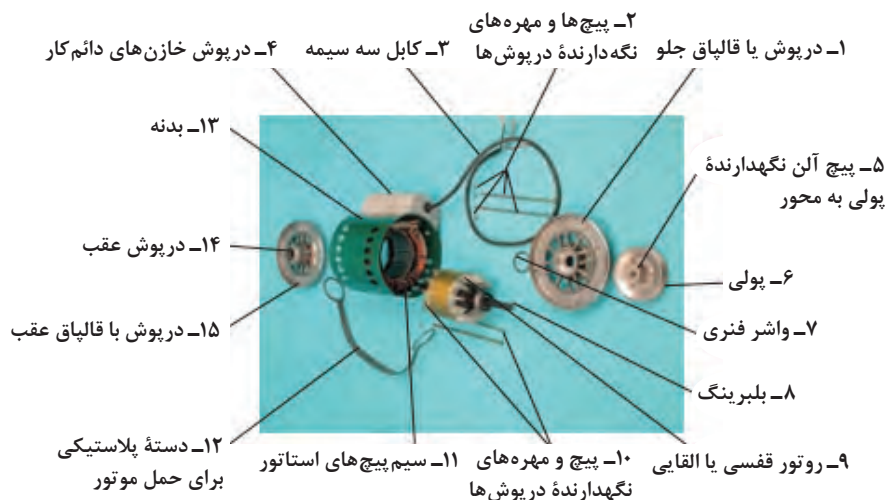 ۱ـ درپوش یا قالپاق جلو
۲ـ پیچ‌ها و مهره‌های
نگه‌دارندهٔ درپوش‌ها
۳ـ کابل سه سیمه
۴ـ درپوش خازن‌های دائم‌کار
۱۳ـ بدنه
۵ـ پیچ آلن نگهدارندهٔ
پولی به محور
۱۴ـ درپوش عقب
۶ـ پولی
۱۵ـ درپوش با قالپاق عقب
۷ـ واشر فنری
۸ـ بلبرینگ
۹ـ روتور قفسی یا القایی
۱۰ـ پیچ و مهره‌های
نگهدارندهٔ درپوش‌ها
۱۱ـ سیم‌پیچ‌های استاتور
۱۲ـ دستهٔ پلاستیکی
برای حمل موتور